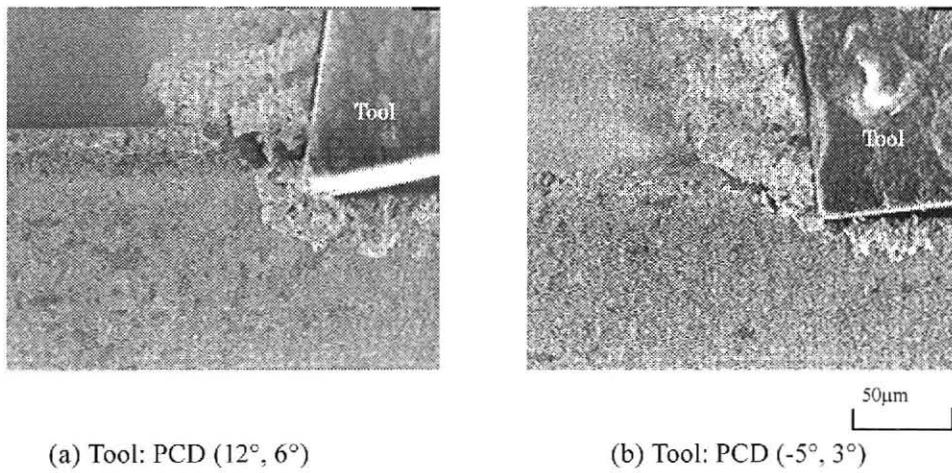 Tool
Tool
50μm
(a) Tool: PCD (12°, 6°)
(b) Tool: PCD (-5°, 3°)